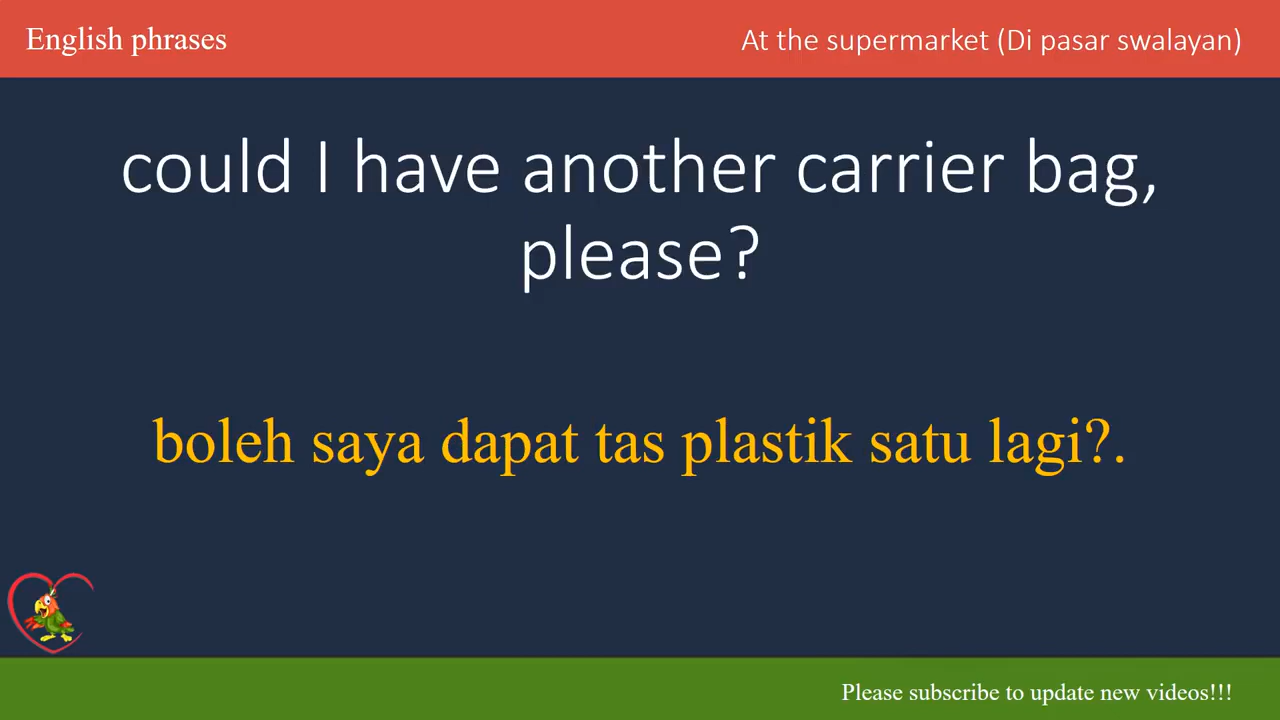 English phrases
At the supermarket (Di pasar swalayan)
could I have another carrier bag,
please?
boleh saya dapat tas plastik satu lagi?.
Please subscribe to update new videos!!!